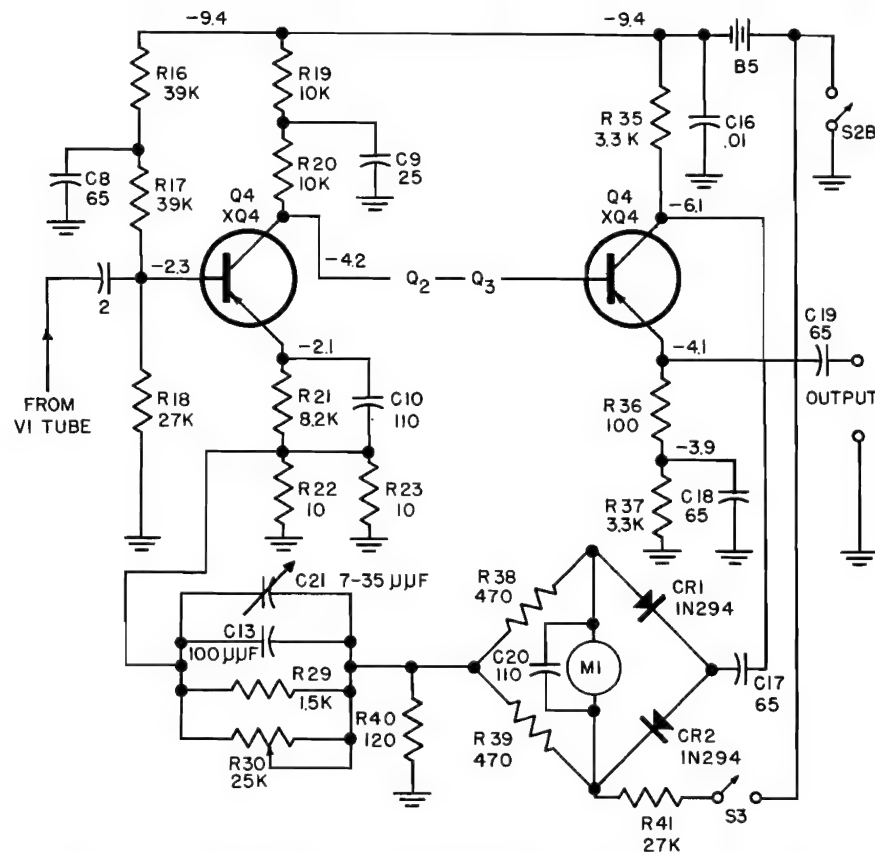 -9.4
-9.4
R16
39K
R19
10K
B5
R35
3.3K
C16
.01
S2B
C8
65
R17
39K
R20
10K
C9
25
Q4
XQ4
Q4
XQ4
-6.1
-2.3
-4.2
Q2
Q3
2
C19
65
-2.1
-4.1
FROM
V1 TUBE
R18
27K
R21
8.2K
C10
110
R36
100
OUTPUT
-3.9
R22
10
R23
10
R37
3.3K
C18
65
C21
7-35 µµF
R38
470
CR1
1N294
C13
100µµF
C20
110
M1
C17
65
R29
1.5K
R40
120
R39
470
CR2
1N294
R30
25K
R41
27K
S3